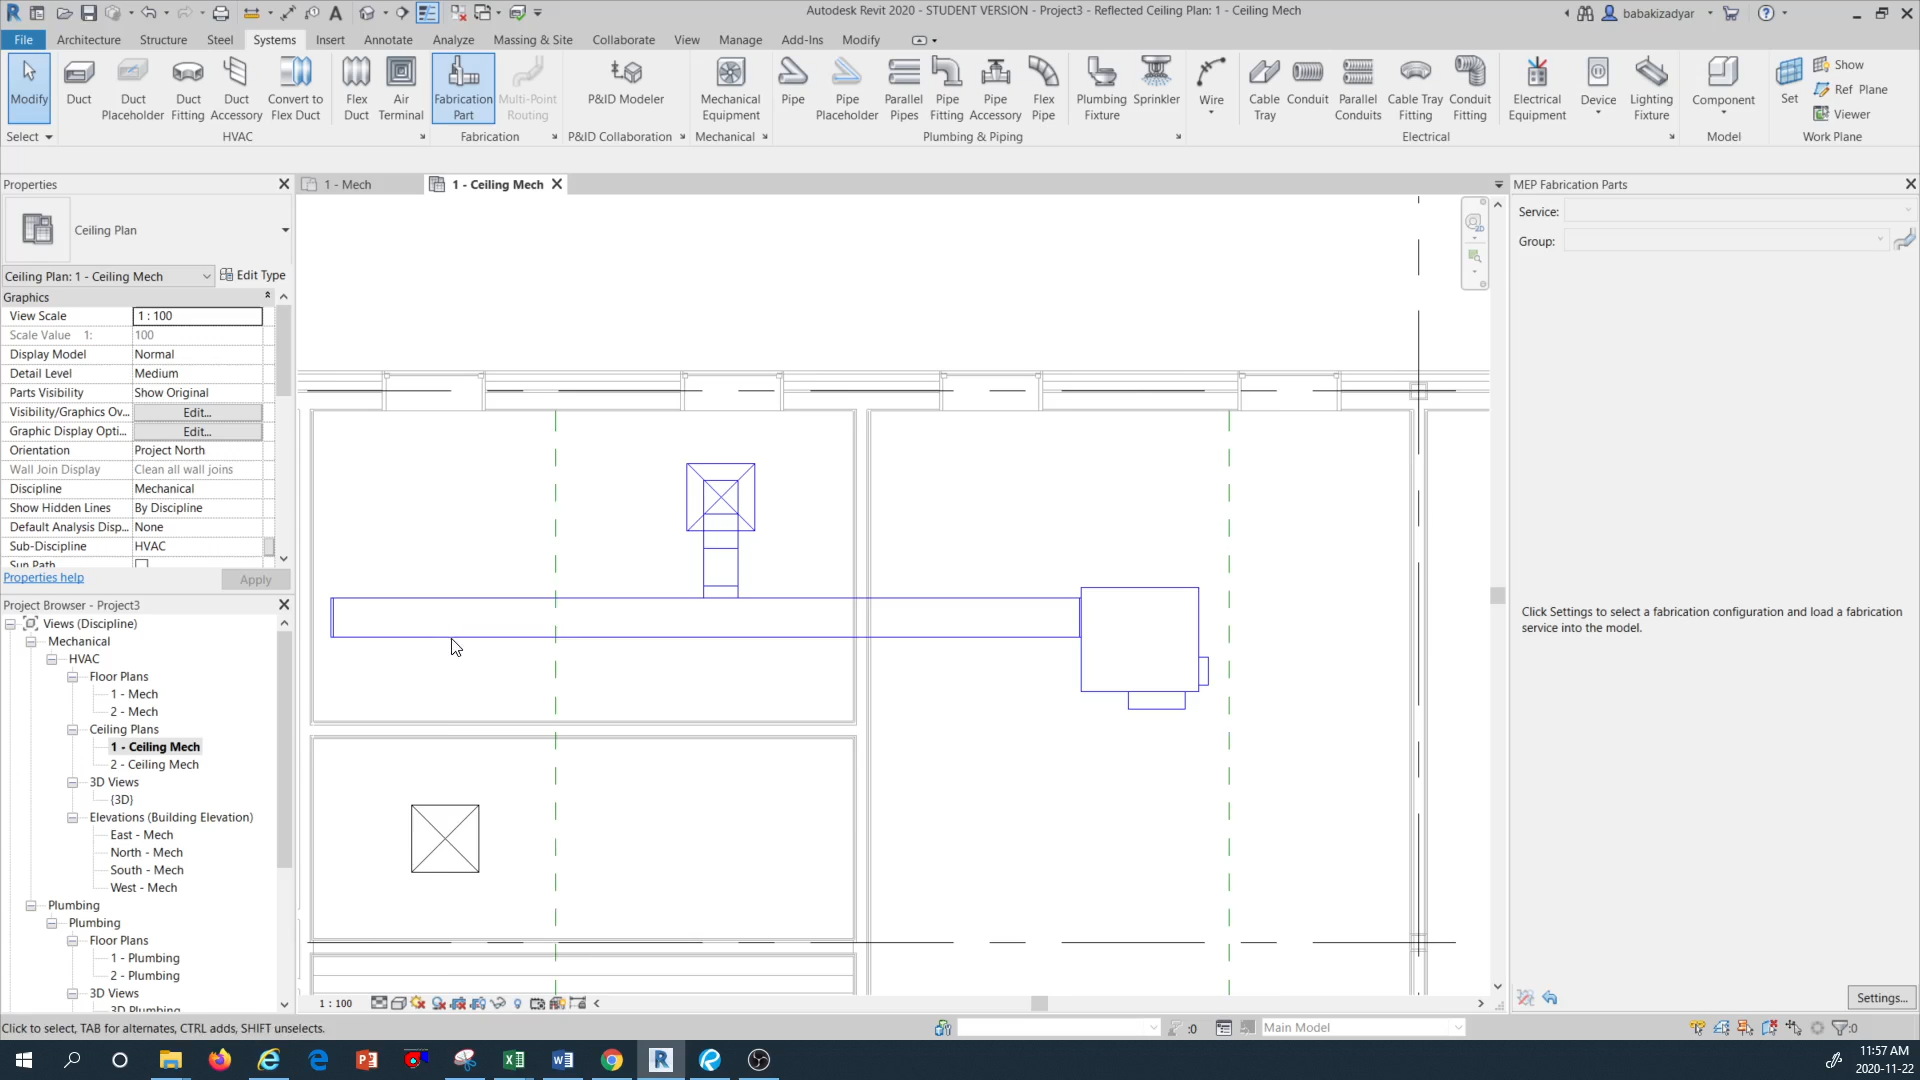 Autodesk Revit 2020 - STUDENT VERSION - Project3 - Reflected Ceiling Plan: 1 - Ceiling Mech
babakizadyar
File Architecture Structure Steel Systems Insert Annotate Analyze Massing & Site Collaborate View Manage Add-Ins Modify
Modify
Duct
Duct Placeholder
Duct Fitting
Duct Accessory
Convert to Flex Duct
Flex Duct
Air Terminal
Fabrication Part
Multi-Point Routing
P&ID Modeler
Mechanical Equipment
Pipe
Pipe Placeholder
Parallel Pipes
Pipe Fitting
Pipe Accessory
Flex Pipe
Plumbing Fixture
Sprinkler
Wire
Cable Tray
Conduit
Parallel Conduits
Cable Tray Fitting
Conduit Fitting
Electrical Equipment
Device
Lighting Fixture
Component
Set
Show
Ref Plane
Viewer
Select HVAC Fabrication P&ID Collaboration Mechanical Plumbing & Piping Electrical Model Work Plane
Properties
1 - Mech
1 - Ceiling Mech
MEP Fabrication Parts
Ceiling Plan
Service:
Group:
Ceiling Plan: 1 - Ceiling Mech
Edit Type
Graphics
View Scale 1 : 100
Scale Value 1: 100
Display Model Normal
Detail Level Medium
Parts Visibility Show Original
Visibility/Graphics Ov... Edit...
Graphic Display Opti... Edit...
Orientation Project North
Wall Join Display Clean all wall joins
Discipline Mechanical
Show Hidden Lines By Discipline
Default Analysis Disp... None
Sub-Discipline HVAC
Sun Path
Properties help
Apply
Project Browser - Project3
Views (Discipline)
Mechanical
HVAC
Floor Plans
1 - Mech
2 - Mech
Ceiling Plans
1 - Ceiling Mech
2 - Ceiling Mech
3D Views
{3D}
Elevations (Building Elevation)
East - Mech
North - Mech
South - Mech
West - Mech
Plumbing
Plumbing
Floor Plans
1 - Plumbing
2 - Plumbing
3D Views
3D Plumbing
Click Settings to select a fabrication configuration and load a fabrication
service into the model.
1 : 100
Settings...
Click to select, TAB for alternates, CTRL adds, SHIFT unselects.
:0
Main Model
:0
11:57 AM
2020-11-22